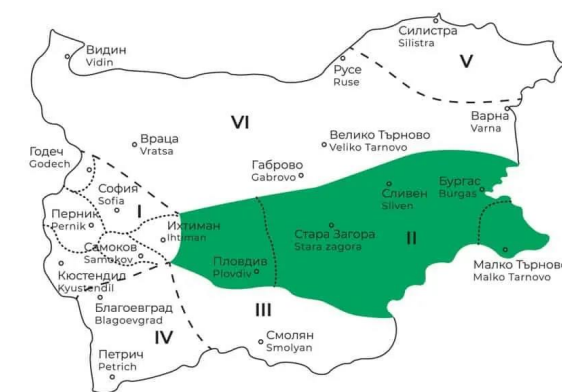 Силистра
Silistra
Видин
Vidin
V
Русе
Ruse
Варна
Varna
VI
Враца
Vratsa
Велико Търново
Veliko Tarnovo
Годеч
Godech
Габрово
Gabrovo
София
Sofia
I
Сливен
Sliven
Бургас
Burgas
Перник
Pernik
Ихтиман
Ihtiman
Стара Загора
Stara zagora
II
Самоков
Samokov
Пловдив
Plovdiv
Малко Търново
Malko Tarnovo
Кюстендил
Kyustendil
Благоевград
Blagoevgrad
III
IV
Смолян
Smolyan
Петрич
Petrich